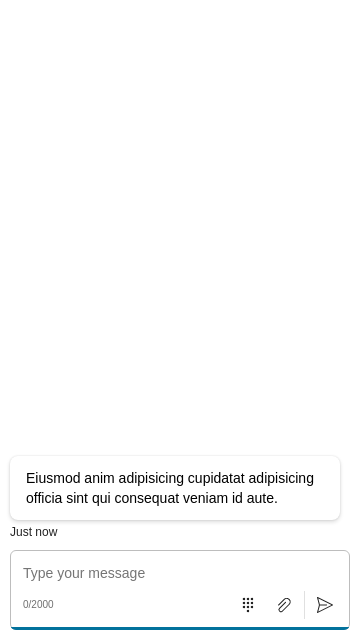 Eiusmod anim adipisicing cupidatat adipisicing
officia sint qui consequat veniam id aute.
Just now
Type your message
0/2000